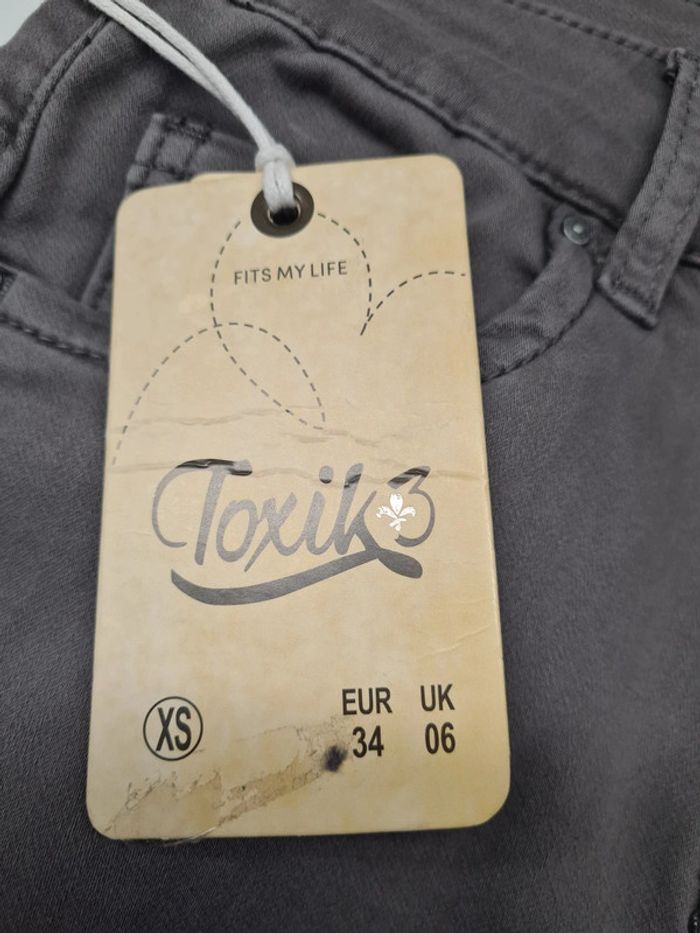 FITS MY LIFE
Toxik3
EUR UK
XS 34 06